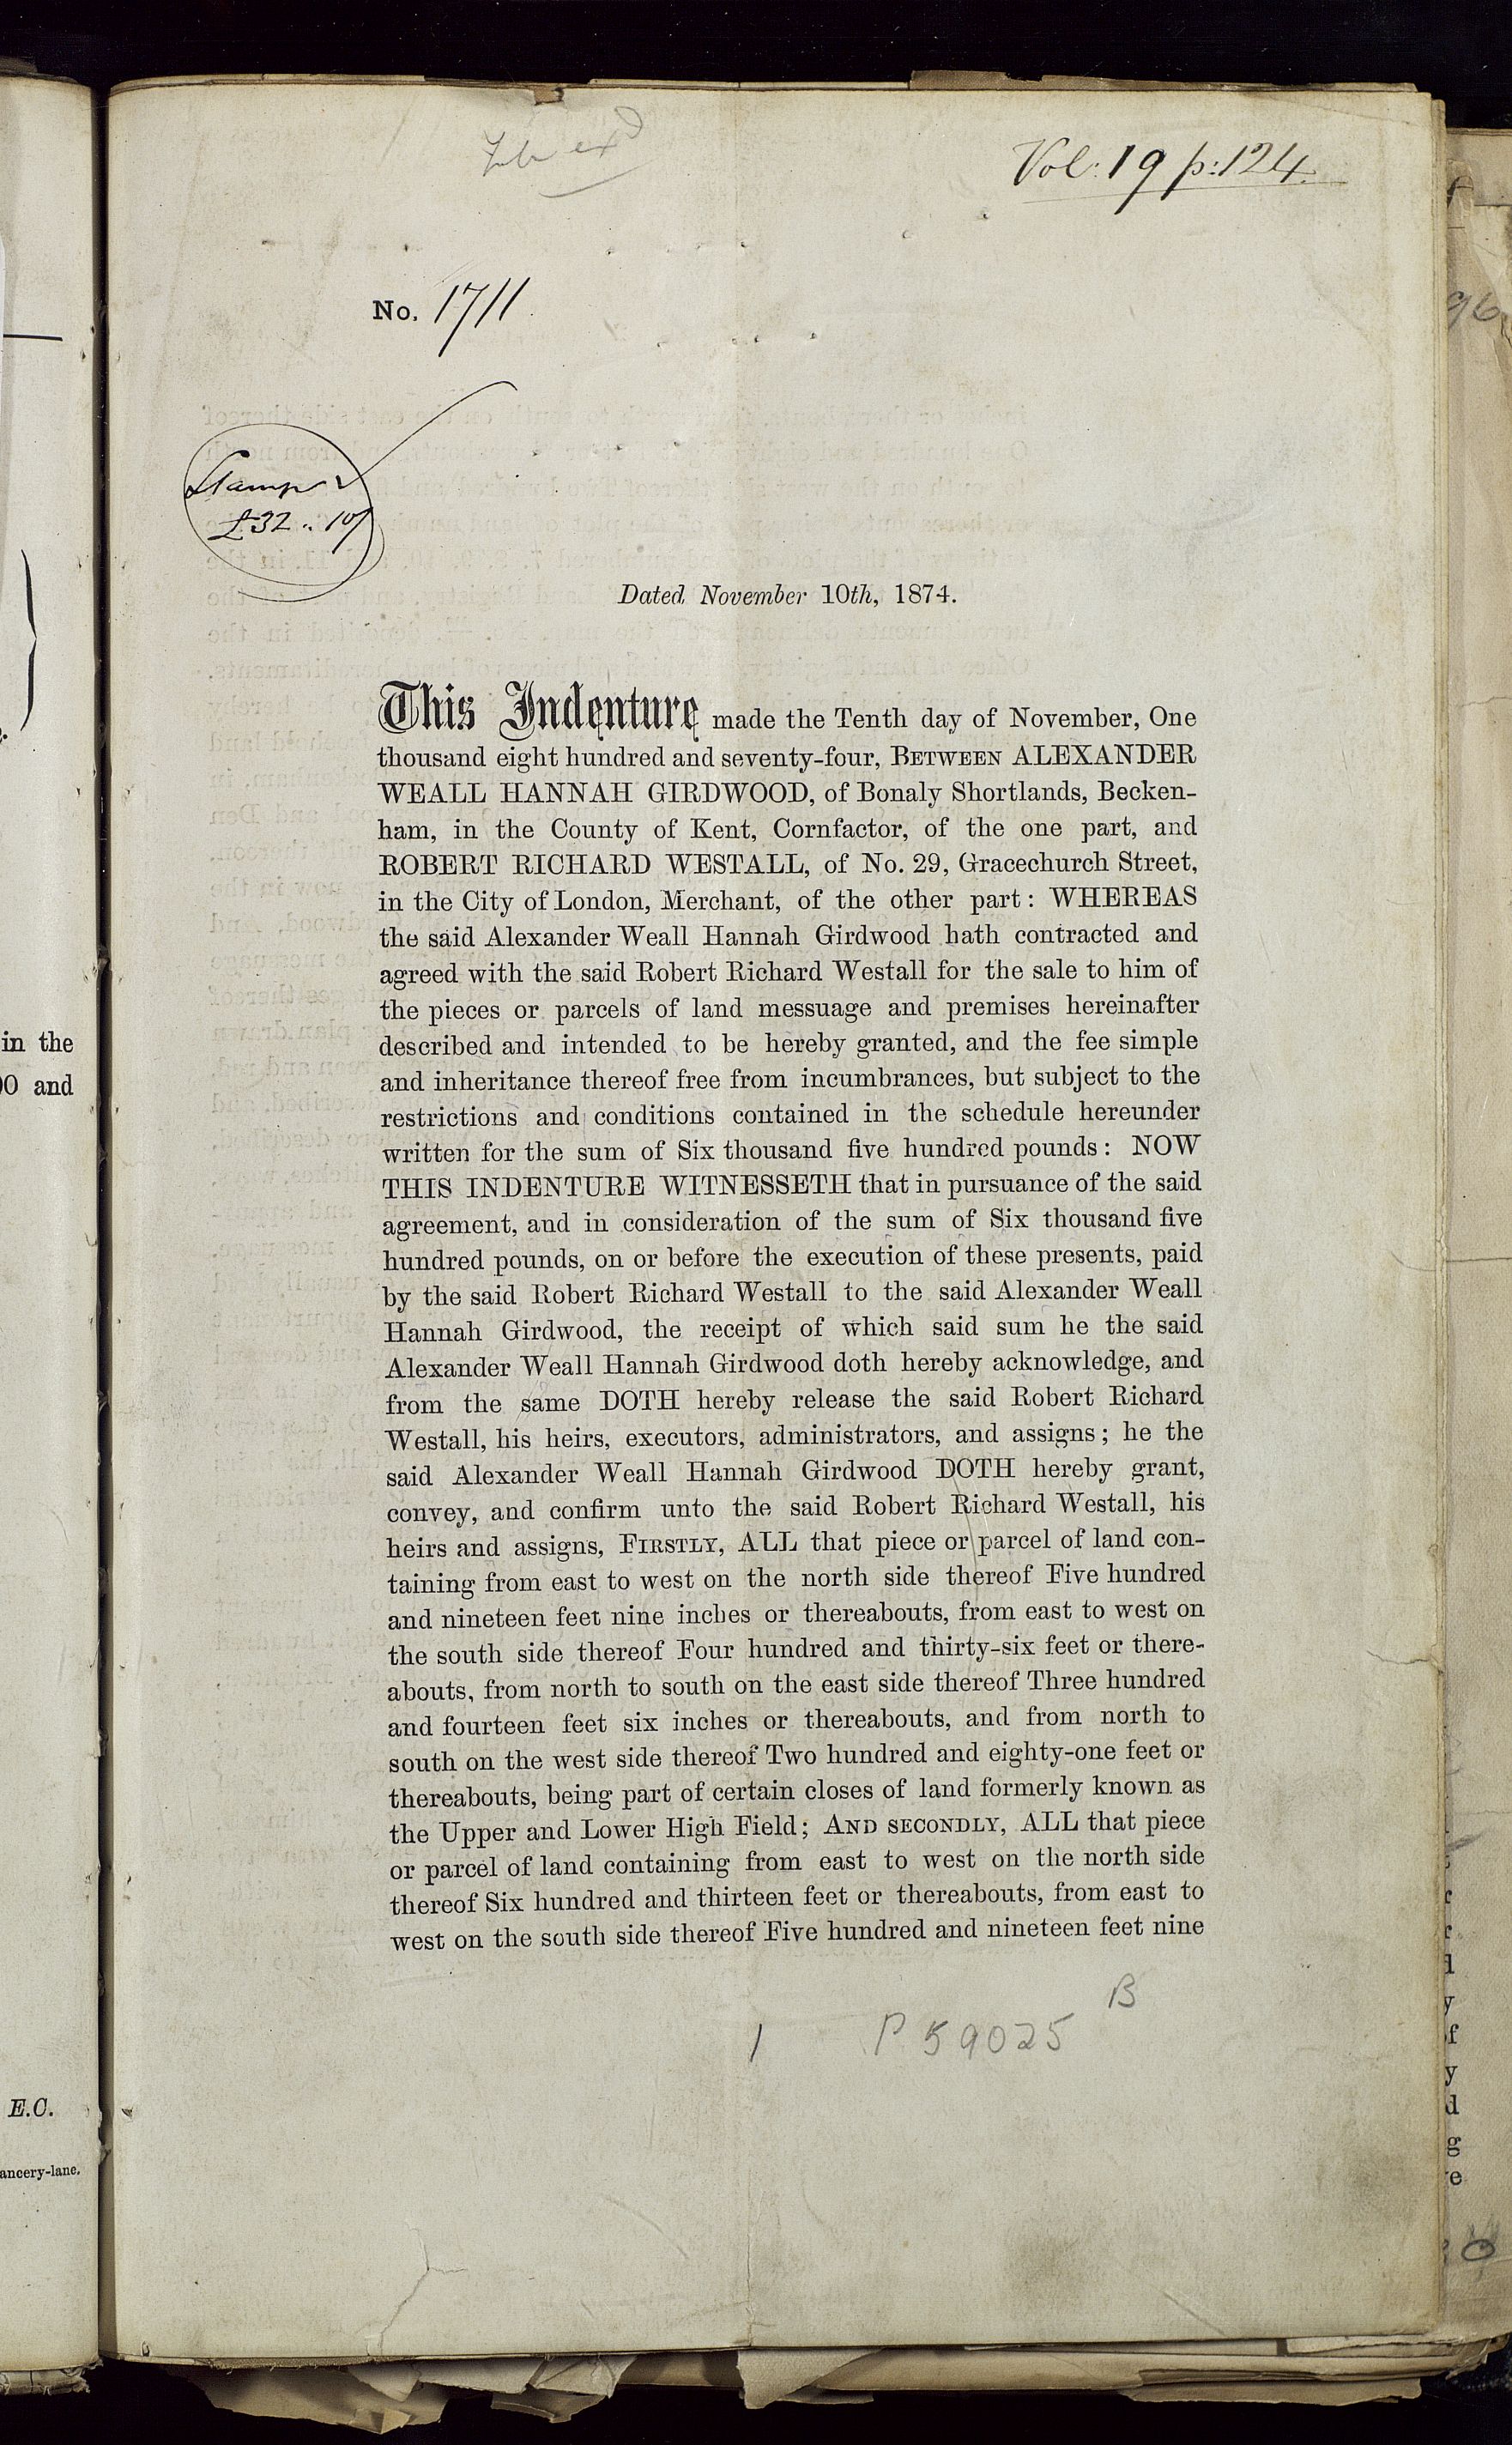 Vol: 19 p: 124.
No. 1711
Stamp
£32 .. 10/
Dated November 10th, 1874.
This Indenture made the Tenth day of November, One
thousand eight hundred and seventy-four, BETWEEN ALEXANDER
WEALL HANNAH GIRDWOOD, of Bonaly Shortlands, Becken-
ham, in the County of Kent, Cornfactor, of the one part, and
ROBERT RICHARD WESTALL, of No. 29, Gracechurch Street,
in the City of London, Merchant, of the other part: WHEREAS
the said Alexander Weall Hannah Girdwood hath contracted and
agreed with the said Robert Richard Westall for the sale to him of
the pieces or parcels of land messuage and premises hereinafter
described and intended to be hereby granted, and the fee simple
and inheritance thereof free from incumbrances, but subject to the
restrictions and conditions contained in the schedule hereunder
written for the sum of Six thousand five hundred pounds: NOW
THIS INDENTURE WITNESSETH that in pursuance of the said
agreement, and in consideration of the sum of Six thousand five
hundred pounds, on or before the execution of these presents, paid
by the said Robert Richard Westall to the said Alexander Weall
Hannah Girdwood, the receipt of which said sum he the said
Alexander Weall Hannah Girdwood doth hereby acknowledge, and
from the same DOTH hereby release the said Robert Richard
Westall, his heirs, executors, administrators, and assigns; he the
said Alexander Weall Hannah Girdwood DOTH hereby grant,
convey, and confirm unto the said Robert Richard Westall, his
heirs and assigns, FIRSTLY, ALL that piece or parcel of land con-
taining from east to west on the north side thereof Five hundred
and nineteen feet nine inches or thereabouts, from east to west on
the south side thereof Four hundred and thirty-six feet or there-
abouts, from north to south on the east side thereof Three hundred
and fourteen feet six inches or thereabouts, and from north to
south on the west side thereof Two hundred and eighty-one feet or
thereabouts, being part of certain closes of land formerly known as
the Upper and Lower High Field; AND SECONDLY, ALL that piece
or parcel of land containing from east to west on the north side
thereof Six hundred and thirteen feet or thereabouts, from east to
west on the south side thereof Five hundred and nineteen feet nine
B
1 P 59025
in the
and
E.C.
ancery-lane.
96